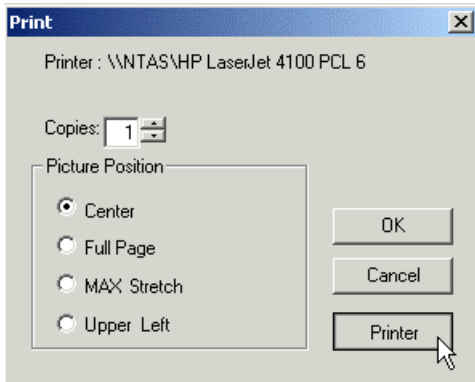 Print
Printer : \\NTAS\HP LaserJet 4100 PCL 6
Copies: 1
Picture Position
Center
Full Page
MAX Stretch
Upper Left
OK
Cancel
Printer